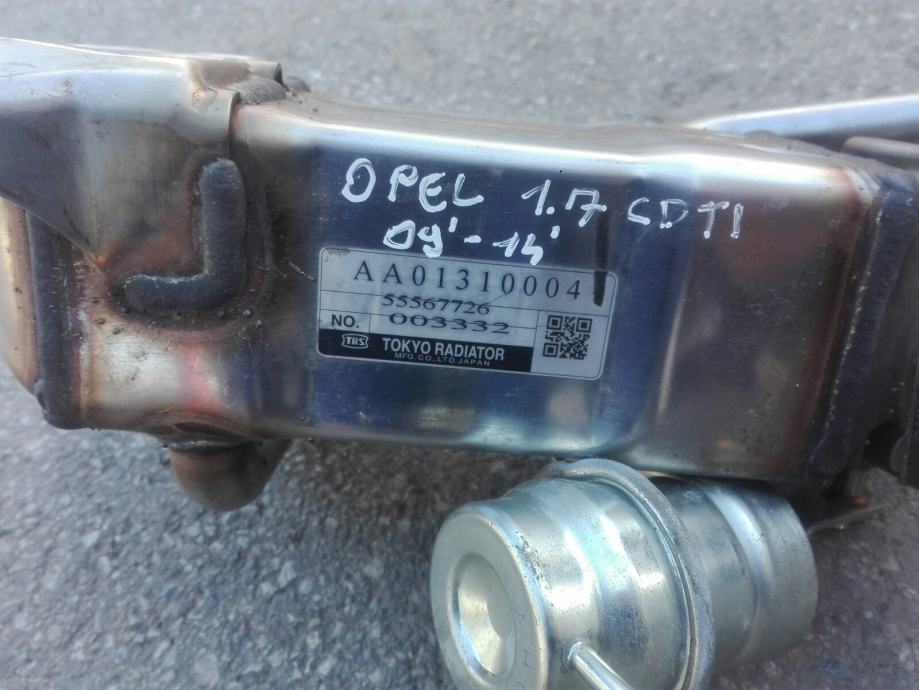 OPEL 1.7 CDTI
09'-14'
AA01310004
55567726
NO. 003332
TRS TOKYO RADIATOR
MFG.CO.,LTD.JAPAN